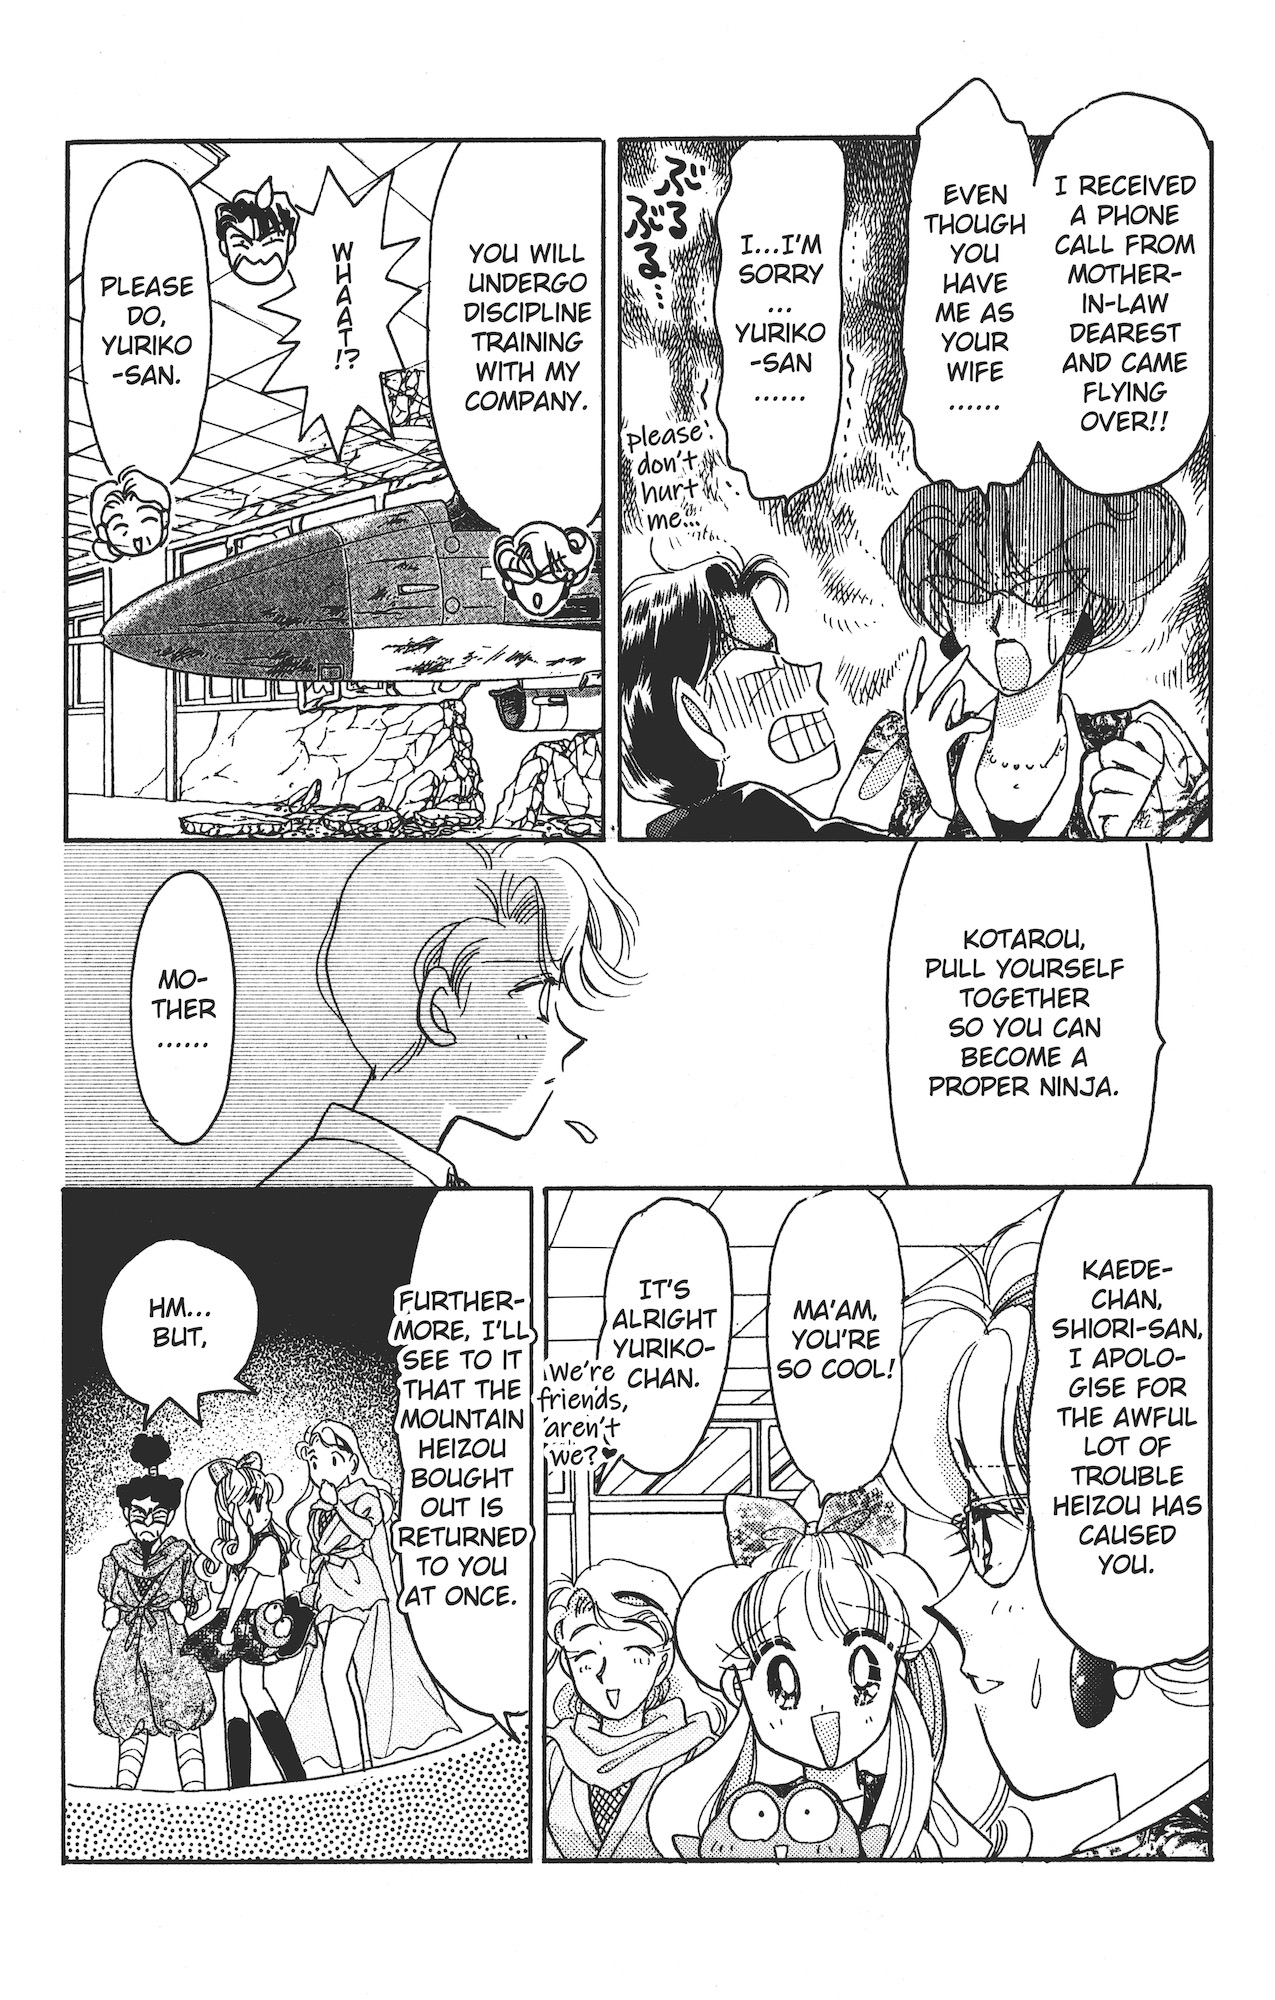 I RECEIVED
A PHONE
CALL FROM
MOTHER-
IN-LAW
DEAREST
AND CAME
FLYING
OVER!!
EVEN
THOUGH
YOU
HAVE
ME AS
YOUR
WIFE
......
I...I'M
SORRY
...
YURIKO
-SAN
......
ぶる
ぶる...
please
don't
hurt
me...
YOU WILL
UNDERGO
DISCIPLINE
TRAINING
WITH MY
COMPANY.
WHAAT!?
PLEASE
DO,
YURIKO
-SAN.
KOTAROU,
PULL YOURSELF
TOGETHER
SO YOU CAN
BECOME A
PROPER NINJA.
MO-
THER
......
KAEDE-
CHAN,
SHIORI-SAN,
I APOLO-
GISE FOR
THE AWFUL
LOT OF
TROUBLE
HEIZOU HAS
CAUSED
YOU.
MA'AM,
YOU'RE
SO COOL!
IT'S
ALRIGHT
YURIKO-
CHAN.
We're
friends,
aren't
we?♥
FURTHER-
MORE, I'LL
SEE TO IT
THAT THE
MOUNTAIN
HEIZOU
BOUGHT
OUT IS
RETURNED
TO YOU
AT ONCE.
HM...
BUT,